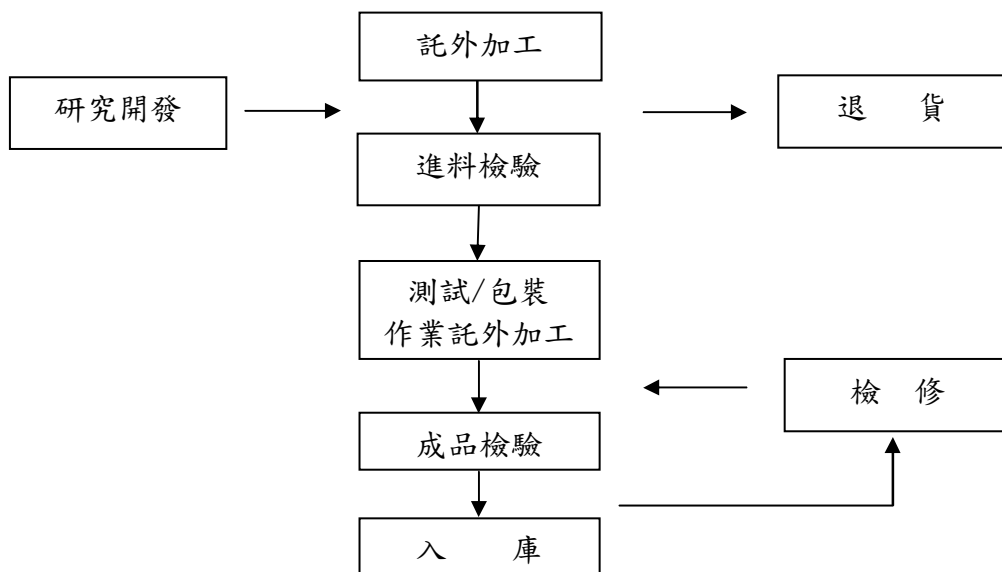 託外加工
研究開發
退 貨
進料檢驗
測試/包裝
作業託外加工
檢 修
成品檢驗
入 庫